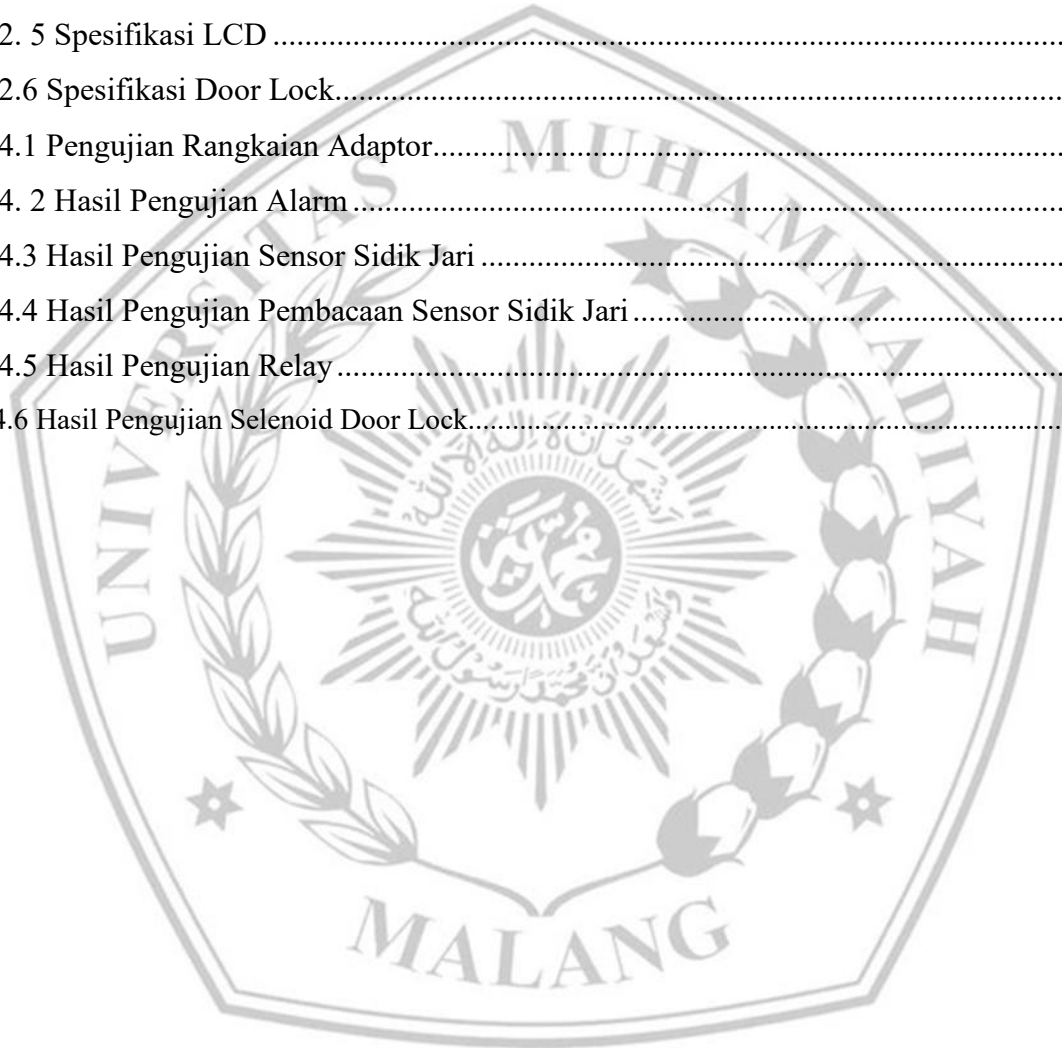 2. 5 Spesifikasi LCD
2.6 Spesifikasi Door Lock
4.1 Pengujian Rangkaian Adaptor
4. 2 Hasil Pengujian Alarm
4.3 Hasil Pengujian Sensor Sidik Jari
4.4 Hasil Pengujian Pembacaan Sensor Sidik Jari
4.5 Hasil Pengujian Relay
4.6 Hasil Pengujian Selenoid Door Lock
UNIVERSITAS MUHAMMADIYAH
MALANG